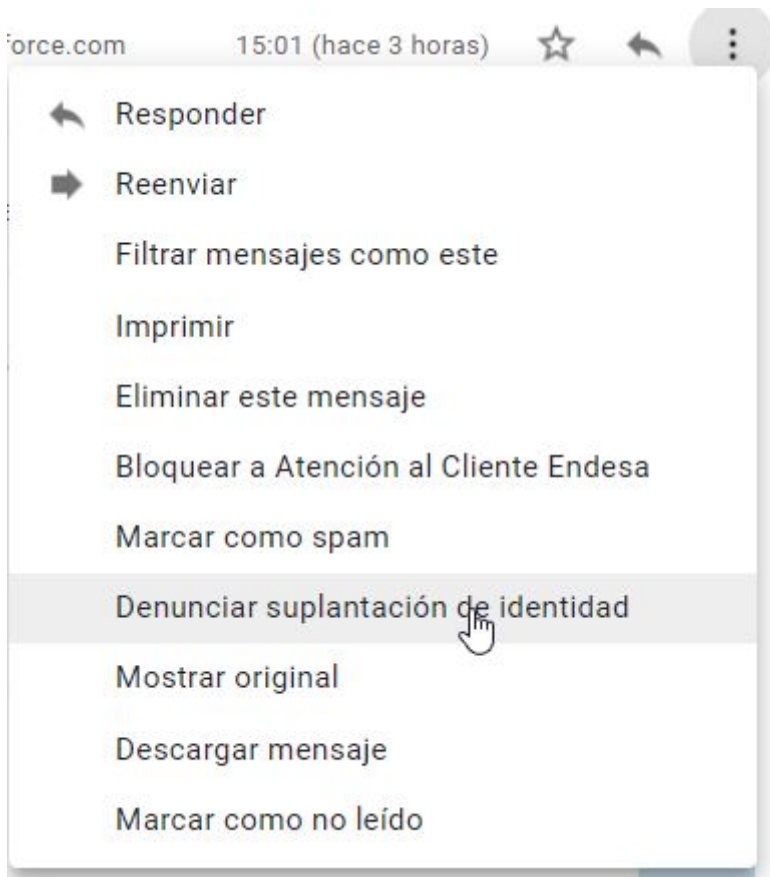 force.com 15:01 (hace 3 horas)
Responder
Reenviar
Filtrar mensajes como este
Imprimir
Eliminar este mensaje
Bloquear a Atención al Cliente Endesa
Marcar como spam
Denunciar suplantación de identidad
Mostrar original
Descargar mensaje
Marcar como no leído